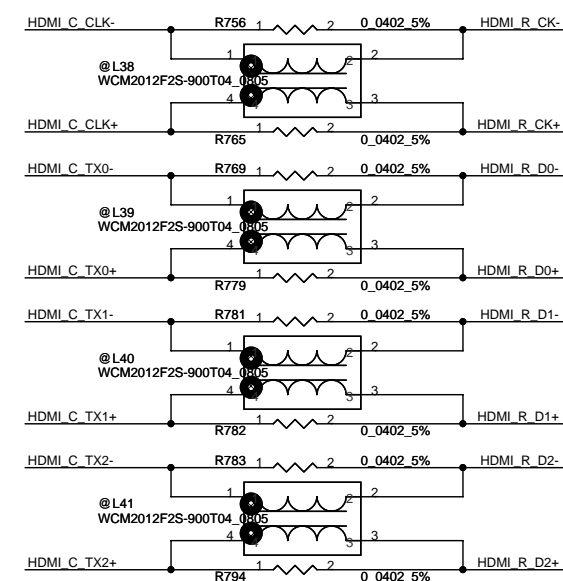 HDMI_C_CLK- R756 1 2 0_0402_5% HDMI_R_CK-
1 2 2
@L38
WCM2012F2S-900T04_0805
4 4 3 3
HDMI_C_CLK+ R765 1 2 0_0402_5% HDMI_R_CK+
HDMI_C_TX0- R769 1 2 0_0402_5% HDMI_R_D0-
1 2 2
@L39
WCM2012F2S-900T04_0805
4 4 3 3
HDMI_C_TX0+ R779 1 2 0_0402_5% HDMI_R_D0+
HDMI_C_TX1- R781 1 2 0_0402_5% HDMI_R_D1-
1 2 2
@L40
WCM2012F2S-900T04_0805
4 4 3 3
HDMI_C_TX1+ R782 1 2 0_0402_5% HDMI_R_D1+
HDMI_C_TX2- R783 1 2 0_0402_5% HDMI_R_D2-
1 2 2
@L41
WCM2012F2S-900T04_0805
4 4 3 3
HDMI_C_TX2+ R794 1 2 0_0402_5% HDMI_R_D2+